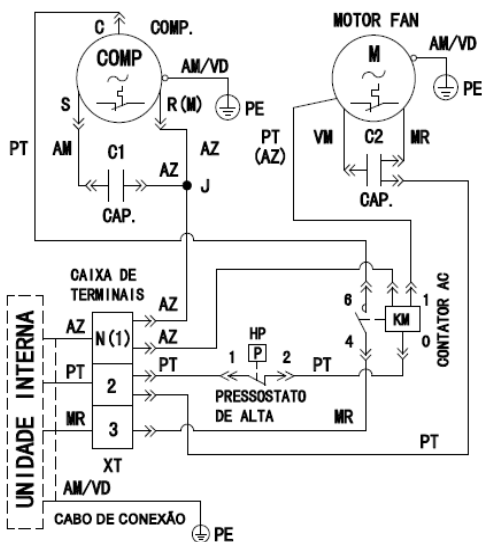 C
COMP.
MOTOR FAN
COMP
AM/VD
M
AM/VD
PE
PE
S
R(M)
PT
AM
C1
AZ
AZ
J
CAP.
PT
(AZ)
VM
C2
MR
CAP.
CAIXA DE
TERMINAIS
AZ
N(1)
AZ
AZ
PT
2
PT
MR
3
XT
HP
P
1
2
PT
PRESSOSTATO
DE ALTA
MR
6
4
KM
1
0
CONTATOR AC
PT
UNIDADE INTERNA
AM/VD
CABO DE CONEXÃO
PE